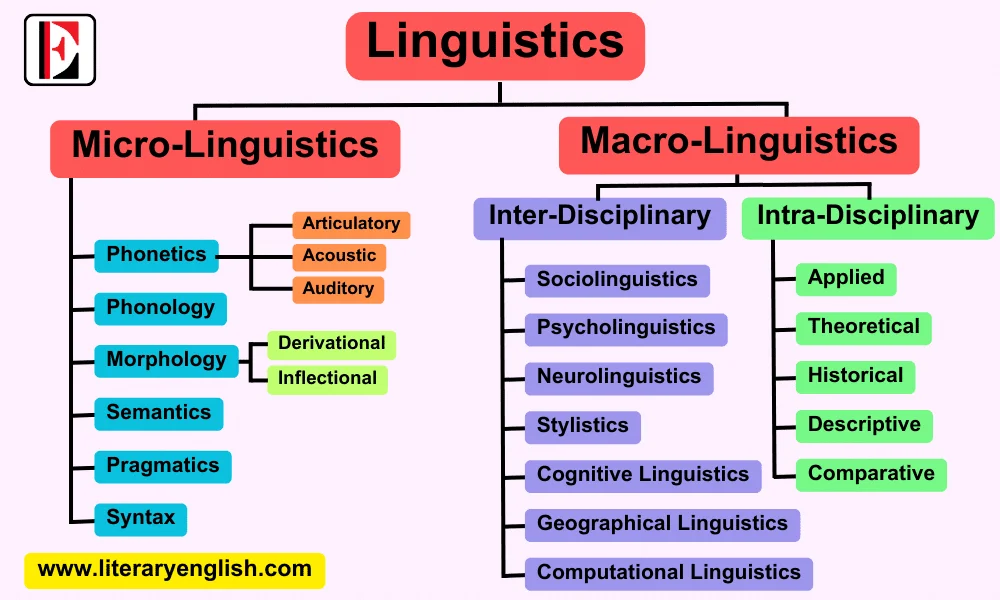 Linguistics
Micro-Linguistics
Phonetics
Articulatory
Acoustic
Auditory
Phonology
Morphology
Derivational
Inflectional
Semantics
Pragmatics
Syntax
Macro-Linguistics
Inter-Disciplinary
Sociolinguistics
Psycholinguistics
Neurolinguistics
Stylistics
Cognitive Linguistics
Geographical Linguistics
Computational Linguistics
Intra-Disciplinary
Applied
Theoretical
Historical
Descriptive
Comparative
www.literaryenglish.com